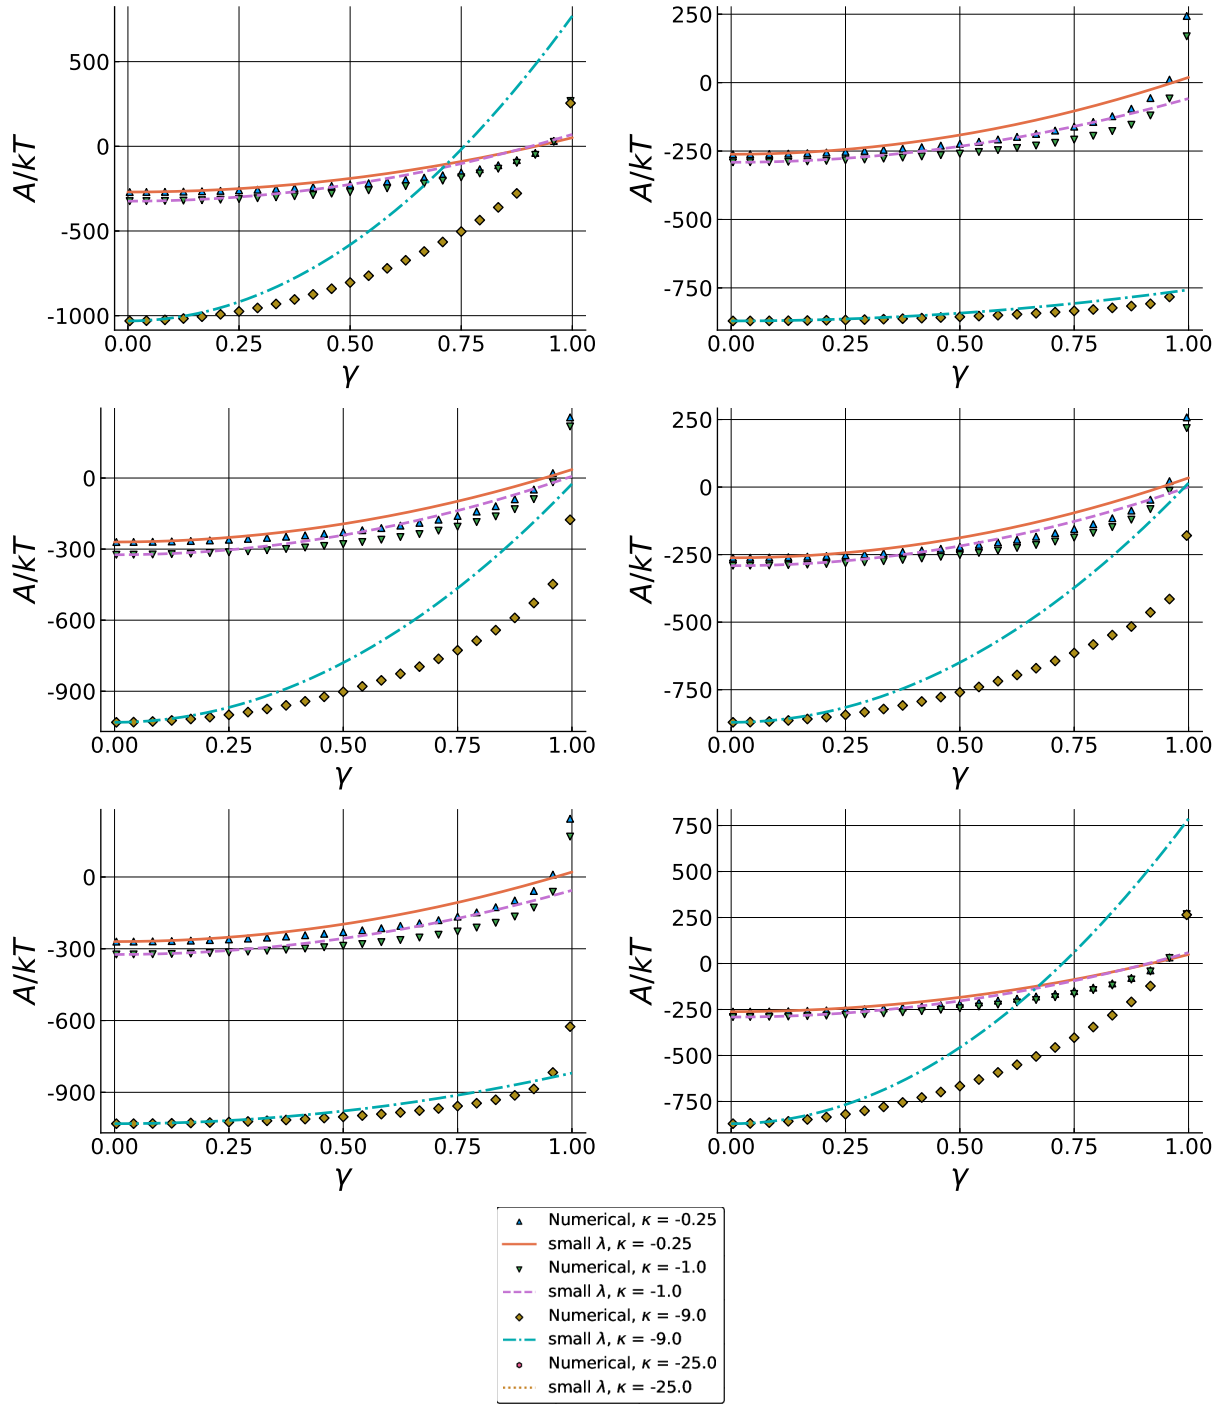 500
0
-500
-1000
A/kT
0.00 0.25 0.50 0.75 1.00
γ
250
0
-250
-500
-750
A/kT
0.00 0.25 0.50 0.75 1.00
γ
0
-300
-600
-900
A/kT
0.00 0.25 0.50 0.75 1.00
γ
250
0
-250
-500
-750
A/kT
0.00 0.25 0.50 0.75 1.00
γ
0
-300
-600
-900
A/kT
0.00 0.25 0.50 0.75 1.00
γ
750
500
250
0
-250
-500
-750
A/kT
0.00 0.25 0.50 0.75 1.00
γ
Numerical, κ = -0.25
small λ, κ = -0.25
Numerical, κ = -1.0
small λ, κ = -1.0
Numerical, κ = -9.0
small λ, κ = -9.0
Numerical, κ = -25.0
small λ, κ = -25.0